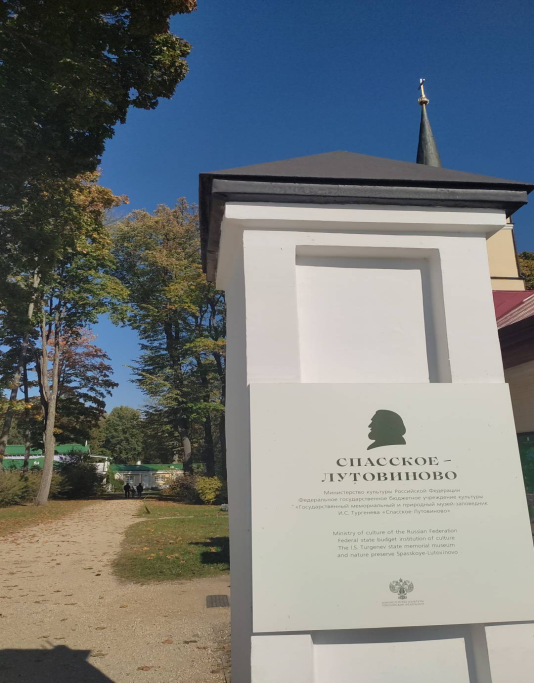 СПАССКОЕ –
ЛУТОВИНОВО
Министерство культуры Российской Федерации
Федеральное государственное бюджетное учреждение культуры
«Государственный мемориальный и природный музей-заповедник
И.С. Тургенева «Спасское-Лутовиново»
Ministry of culture of the Russian Federation
Federal state budget institution of culture
The I.S. Turgenev state memorial museum
and nature preserve Spasskoye-Lutovinovo